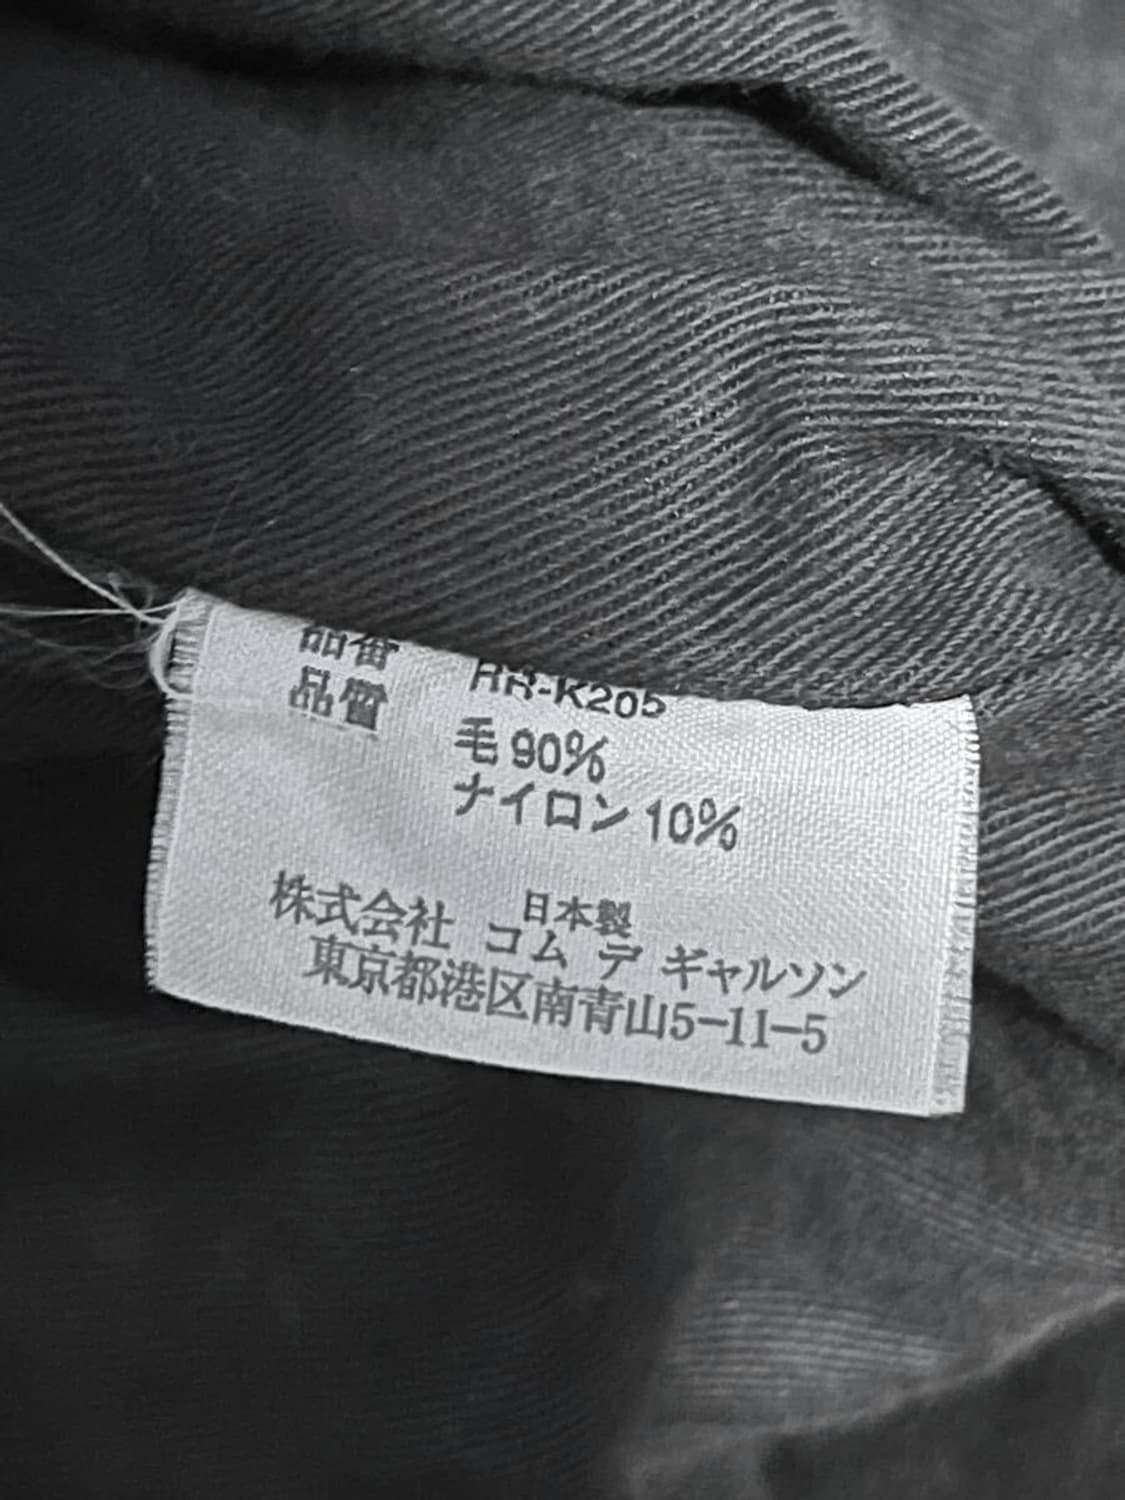 品番 RR-K205
品質 毛 90%
ナイロン 10%
日本製
株式会社 コム デ ギャルソン
東京都港区南青山5-11-5